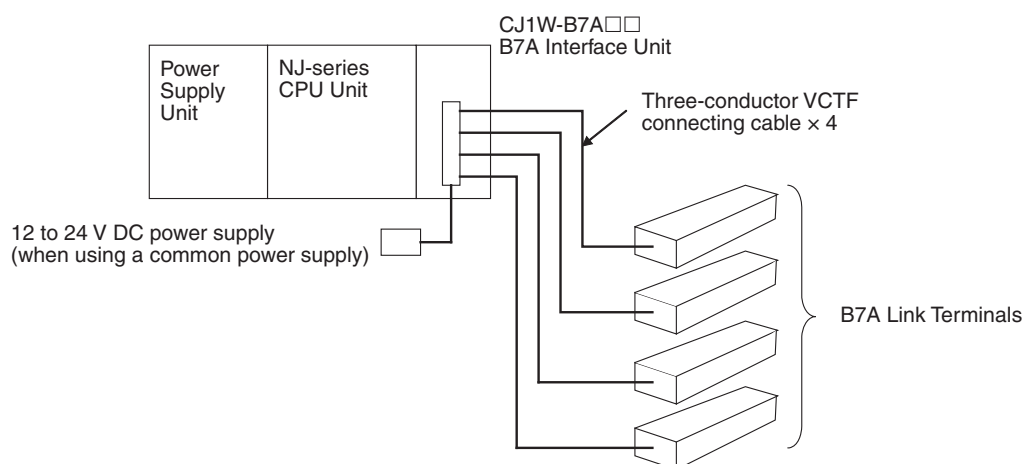 CJ1W-B7A□□
B7A Interface Unit
Power
Supply
Unit
NJ-series
CPU Unit
Three-conductor VCTF
connecting cable × 4
12 to 24 V DC power supply
(when using a common power supply)
B7A Link Terminals